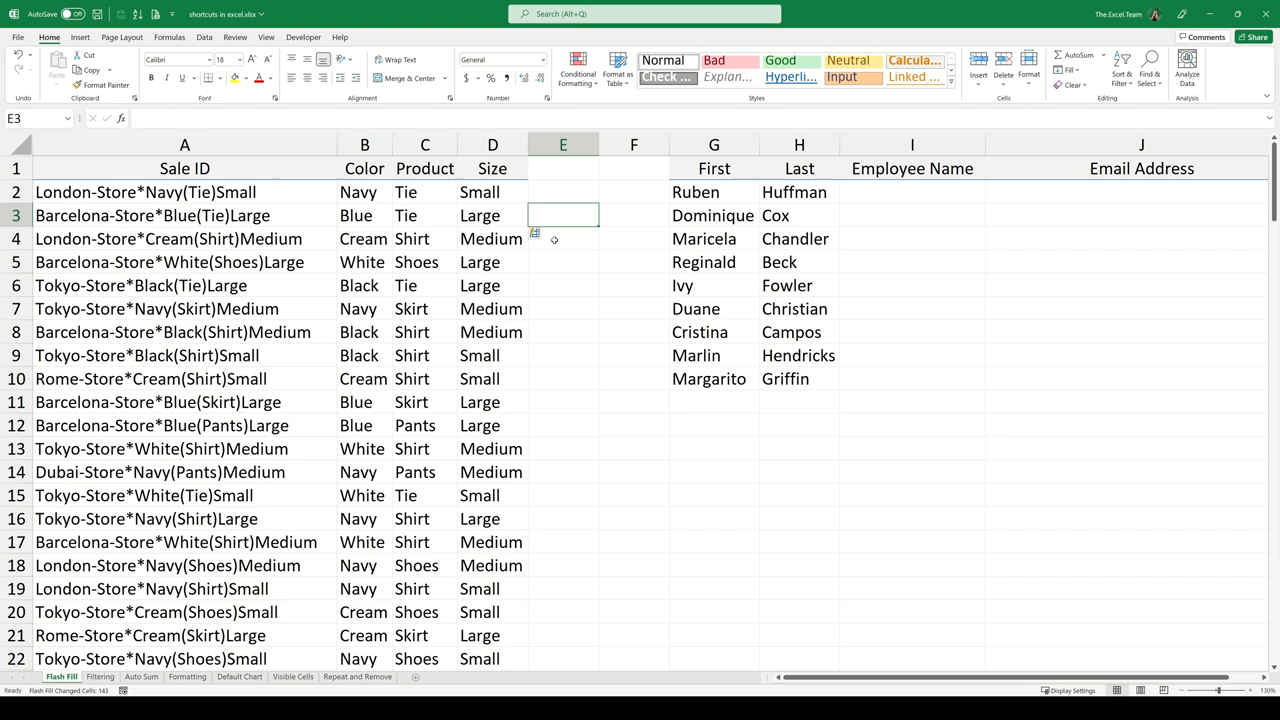 AutoSave Off shortcuts in excel.xlsx Search (Alt+Q) The.Excel.Team
File Home Insert Page Layout Formulas Data Review View Developer Help Comments Share
Cut Calibri 18 Wrap Text General Normal Bad Good Neutral Calcula... AutoSum
Paste Copy Conditional Format as Insert Delete Format Fill Sort & Find & Analyze
Format Painter B I U A Merge & Center $ % Formatting Table Check ... Explan... Hyperli... Input Linked ... Clear Filter Select Data
Undo Clipboard Font Alignment Number Styles Cells Editing Analysis
E3 fx
A B C D E F G H I J
1 Sale ID Color Product Size First Last Employee Name Email Address
2 London-Store*Navy(Tie)Small Navy Tie Small Ruben Huffman
3 Barcelona-Store*Blue(Tie)Large Blue Tie Large Dominique Cox
4 London-Store*Cream(Shirt)Medium Cream Shirt Medium Maricela Chandler
5 Barcelona-Store*White(Shoes)Large White Shoes Large Reginald Beck
6 Tokyo-Store*Black(Tie)Large Black Tie Large Ivy Fowler
7 Tokyo-Store*Navy(Skirt)Medium Navy Skirt Medium Duane Christian
8 Barcelona-Store*Black(Shirt)Medium Black Shirt Medium Cristina Campos
9 Tokyo-Store*Black(Shirt)Small Black Shirt Small Marlin Hendricks
10 Rome-Store*Cream(Shirt)Small Cream Shirt Small Margarito Griffin
11 Barcelona-Store*Blue(Skirt)Large Blue Skirt Large
12 Barcelona-Store*Blue(Pants)Large Blue Pants Large
13 Tokyo-Store*White(Shirt)Medium White Shirt Medium
14 Dubai-Store*Navy(Pants)Medium Navy Pants Medium
15 Tokyo-Store*White(Tie)Small White Tie Small
16 Tokyo-Store*Navy(Shirt)Large Navy Shirt Large
17 Barcelona-Store*White(Shirt)Medium White Shirt Medium
18 London-Store*Navy(Shoes)Medium Navy Shoes Medium
19 London-Store*Navy(Shirt)Small Navy Shirt Small
20 Tokyo-Store*Cream(Shoes)Small Cream Shoes Small
21 Rome-Store*Cream(Skirt)Large Cream Skirt Large
22 Tokyo-Store*Navy(Shoes)Small Navy Shoes Small
Flash Fill Filtering Auto Sum Formatting Default Chart Visible Cells Repeat and Remove
Ready Flash Fill Changed Cells: 143 Display Settings 130%